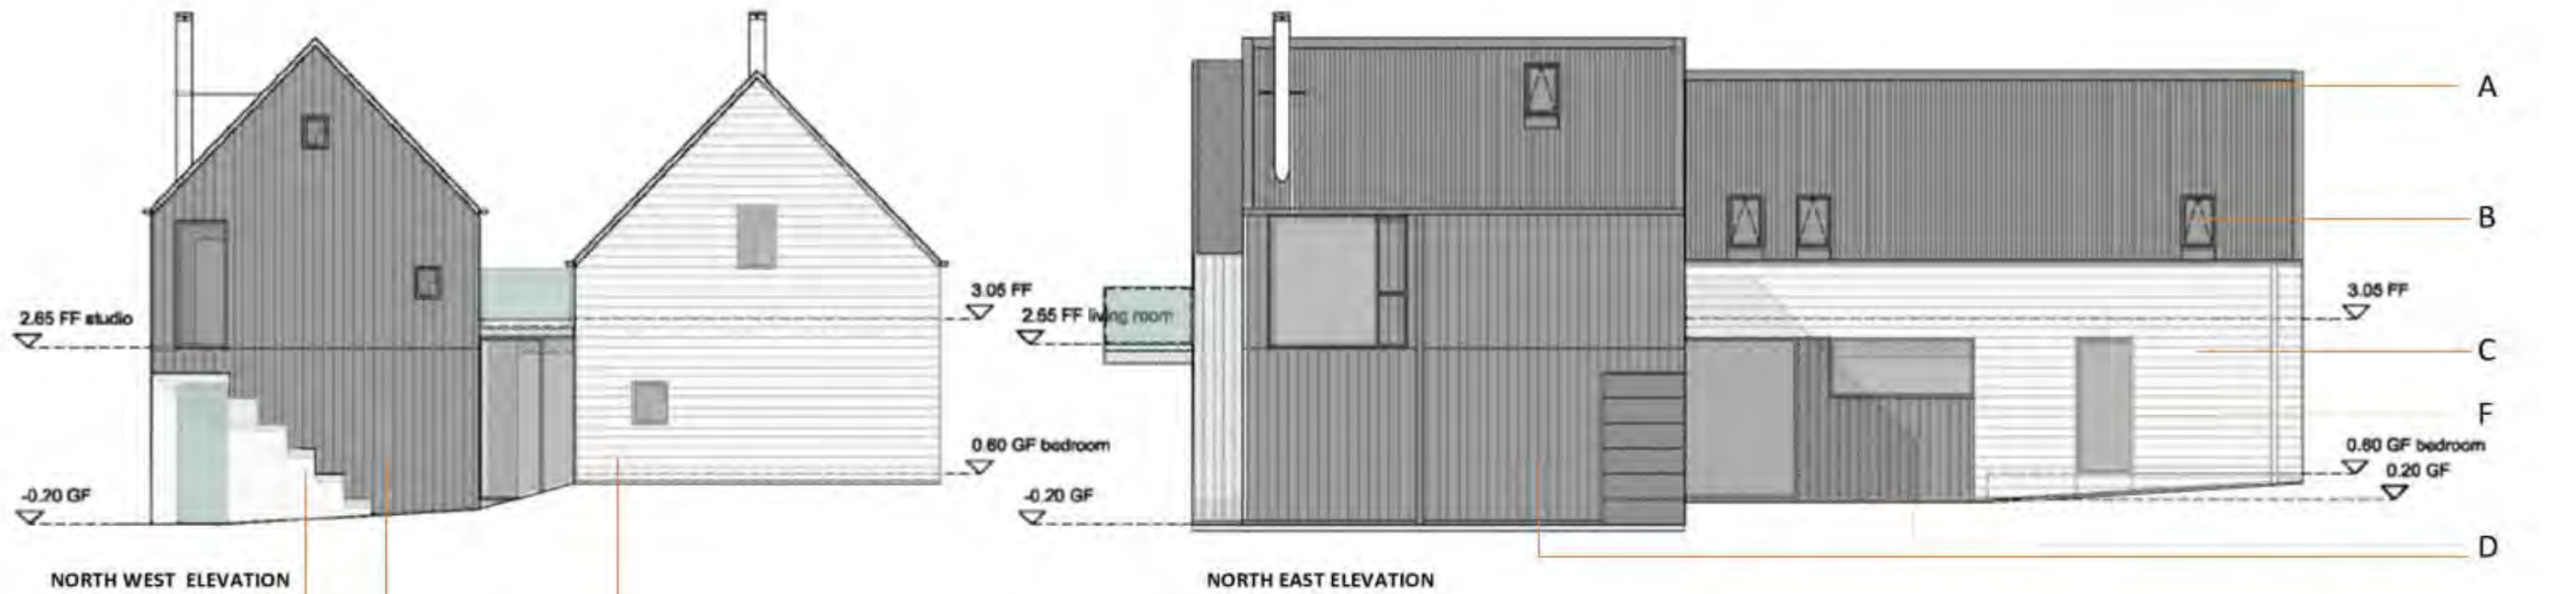 A
B
3.05 FF
3.05 FF
2.65 FF studio
2.65 FF living room
C
F
0.60 GF bedroom
0.60 GF bedroom
0.20 GF
-0.20 GF
-0.20 GF
D
NORTH WEST ELEVATION
NORTH EAST ELEVATION